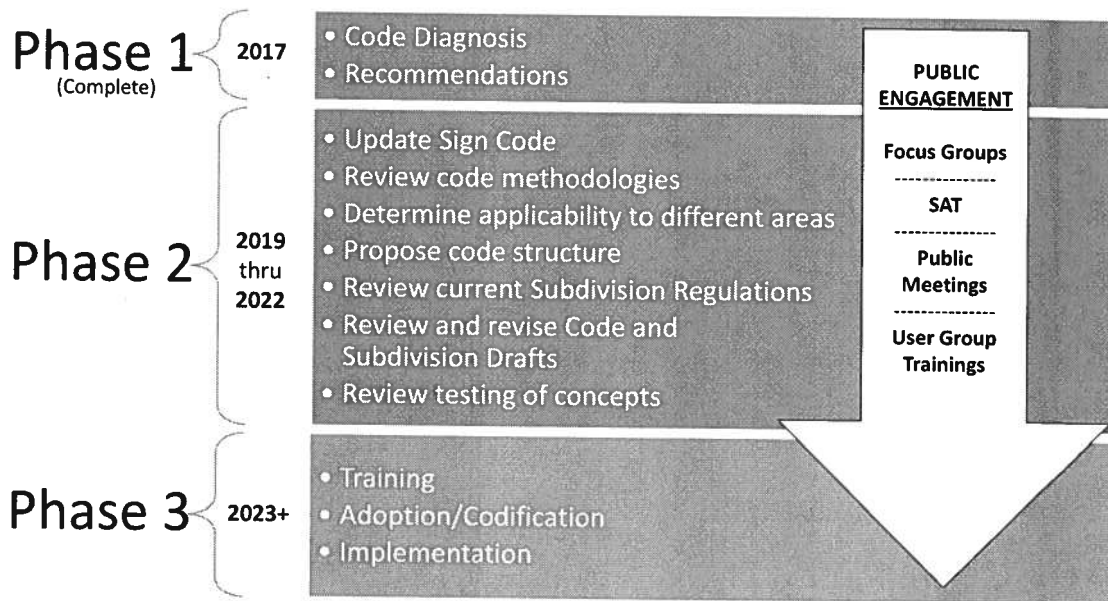 Phase 1
(Complete)
2017
• Code Diagnosis
• Recommendations
Phase 2
2019
thru
2022
• Update Sign Code
• Review code methodologies
• Determine applicability to different areas
• Propose code structure
• Review current Subdivision Regulations
• Review and revise Code and
Subdivision Drafts
• Review testing of concepts
Phase 3
2023+
• Training
• Adoption/Codification
• Implementation
PUBLIC
ENGAGEMENT
Focus Groups
--------------
SAT
--------------
Public
Meetings
--------------
User Group
Trainings